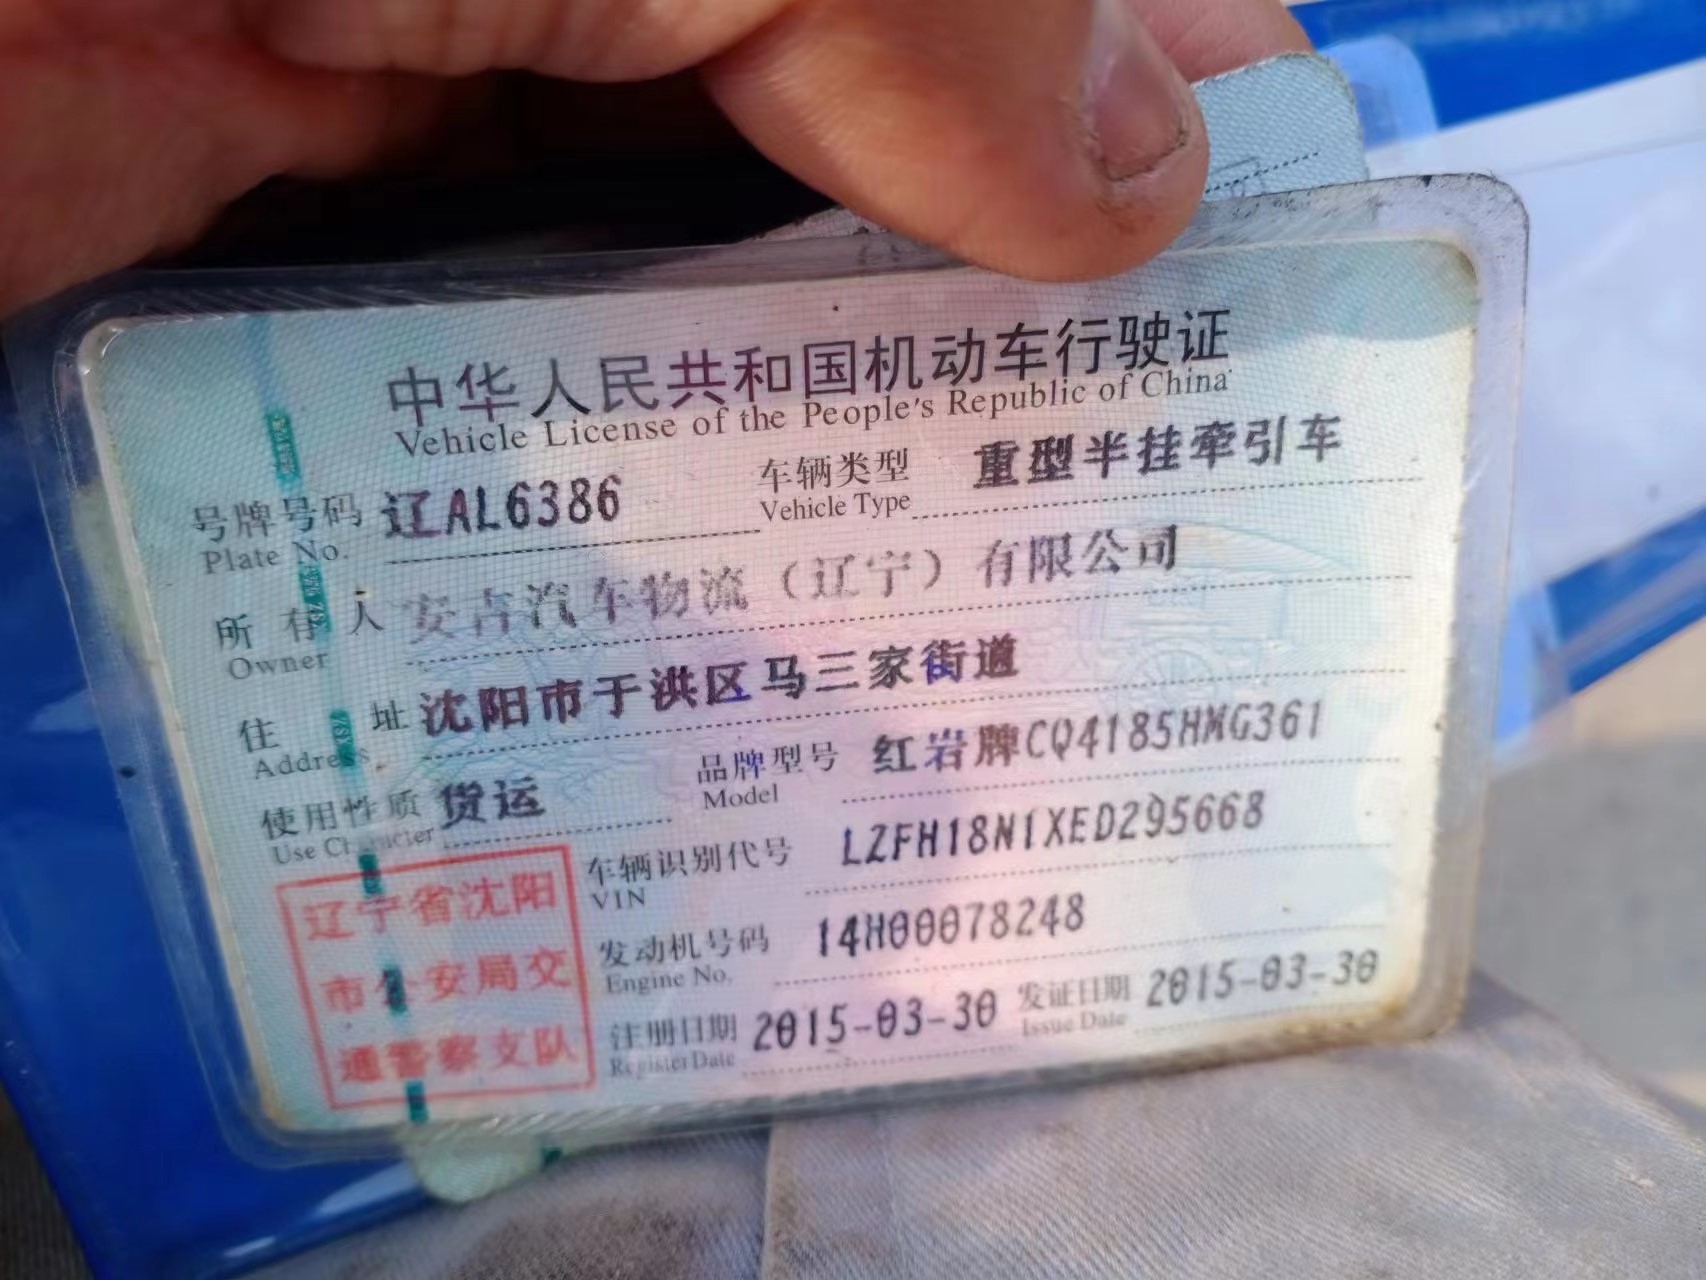 中华人民共和国机动车行驶证
Vehicle License of the People's Republic of China
号牌号码 辽AL6386 车辆类型 重型半挂牵引车
Plate No. Vehicle Type
所有人 安吉汽车物流（辽宁）有限公司
Owner
住址 沈阳市于洪区马三家街道
Address
使用性质 货运 品牌型号 红岩牌CQ4185HMG361
Use Model
车辆识别代号 LZFH18N1XED295668
VIN
发动机号码 14H00078248
Engine No.
注册日期 2015-03-30 发证日期 2015-03-30
Register Date Issue Date
辽宁省沈阳
市公安局交
通警察支队